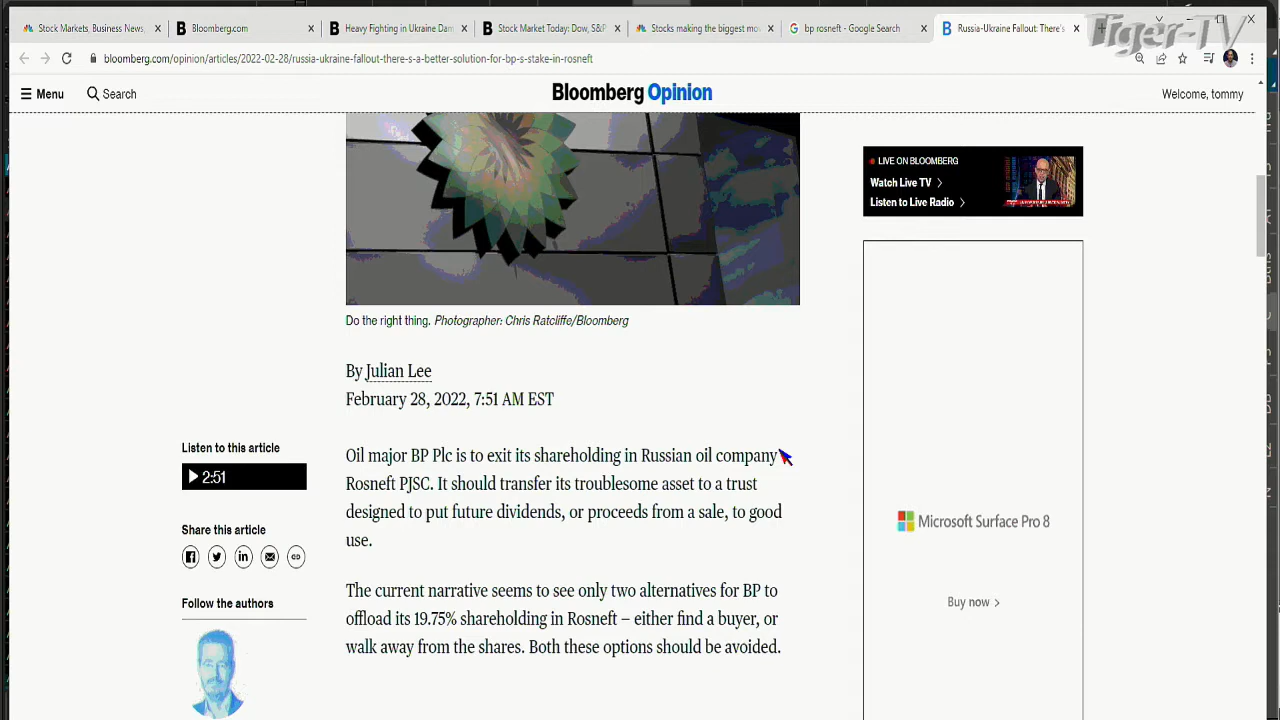 Stock Markets, Business News,
Bloomberg.com
Heavy Fighting in Ukraine Dam
Stock Market Today: Dow, S&P
Stocks making the biggest mo
bp rosneft - Google Search
Russia-Ukraine Fallout: There's
Tiger-TV
bloomberg.com/opinion/articles/2022-02-28/russia-ukraine-fallout-there-s-a-better-solution-for-bp-s-stake-in-rosneft
Menu
Search
Bloomberg Opinion
Welcome, tommy
LIVE ON BLOOMBERG
Watch Live TV
Listen to Live Radio
Do the right thing. Photographer: Chris Ratcliffe/Bloomberg
By Julian Lee
February 28, 2022, 7:51 AM EST
Listen to this article
2:51
Oil major BP Plc is to exit its shareholding in Russian oil company
Rosneft PJSC. It should transfer its troublesome asset to a trust
designed to put future dividends, or proceeds from a sale, to good
use.
Share this article
Follow the authors
The current narrative seems to see only two alternatives for BP to
offload its 19.75% shareholding in Rosneft – either find a buyer, or
walk away from the shares. Both these options should be avoided.
Microsoft Surface Pro 8
Buy now